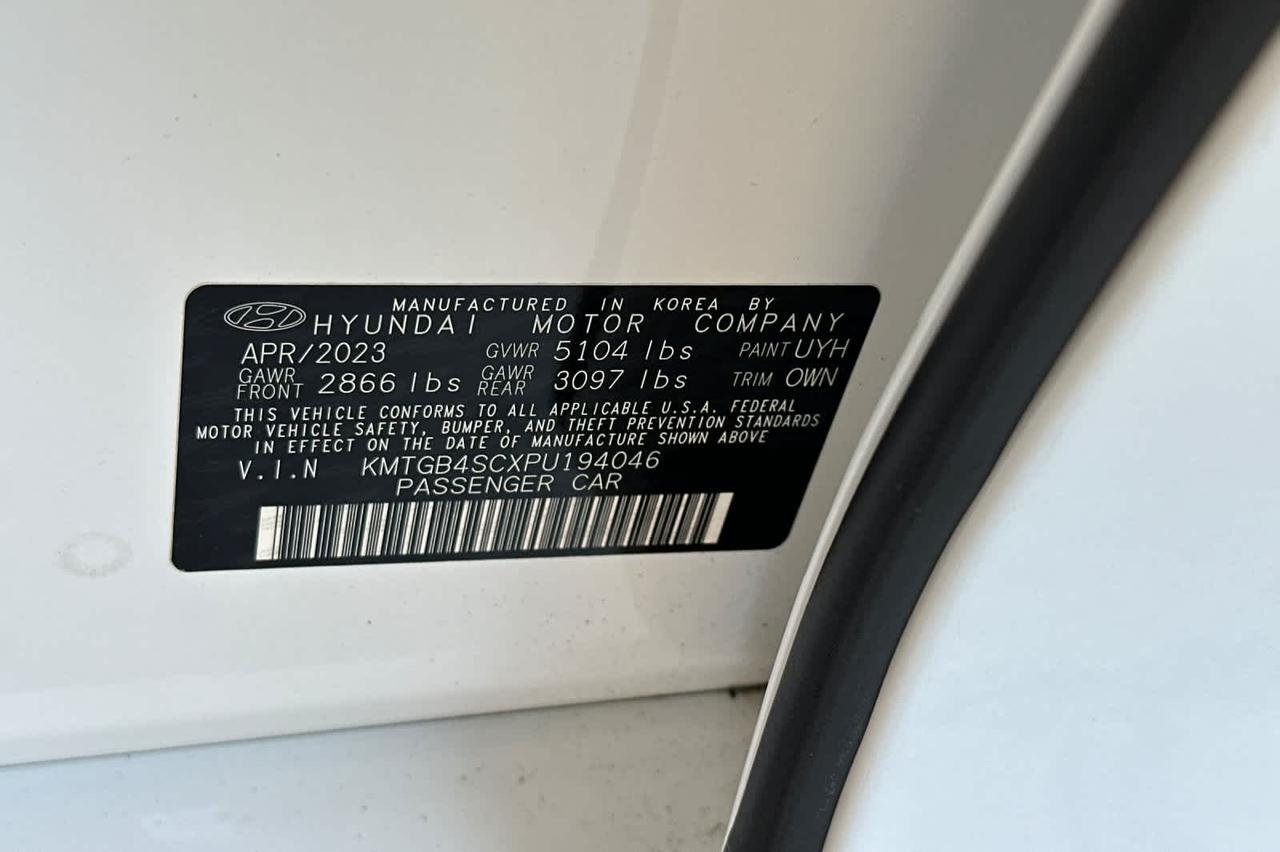 MANUFACTURED IN KOREA BY
HYUNDAI MOTOR COMPANY
APR/2023 GVWR 5104 lbs PAINT UYH
GAWR FRONT 2866 lbs GAWR REAR 3097 lbs TRIM OWN
THIS VEHICLE CONFORMS TO ALL APPLICABLE U.S.A. FEDERAL
MOTOR VEHICLE SAFETY, BUMPER, AND THEFT PREVENTION STANDARDS
IN EFFECT ON THE DATE OF MANUFACTURE SHOWN ABOVE
V.I.N KMTGB4SCXPU194046
PASSENGER CAR